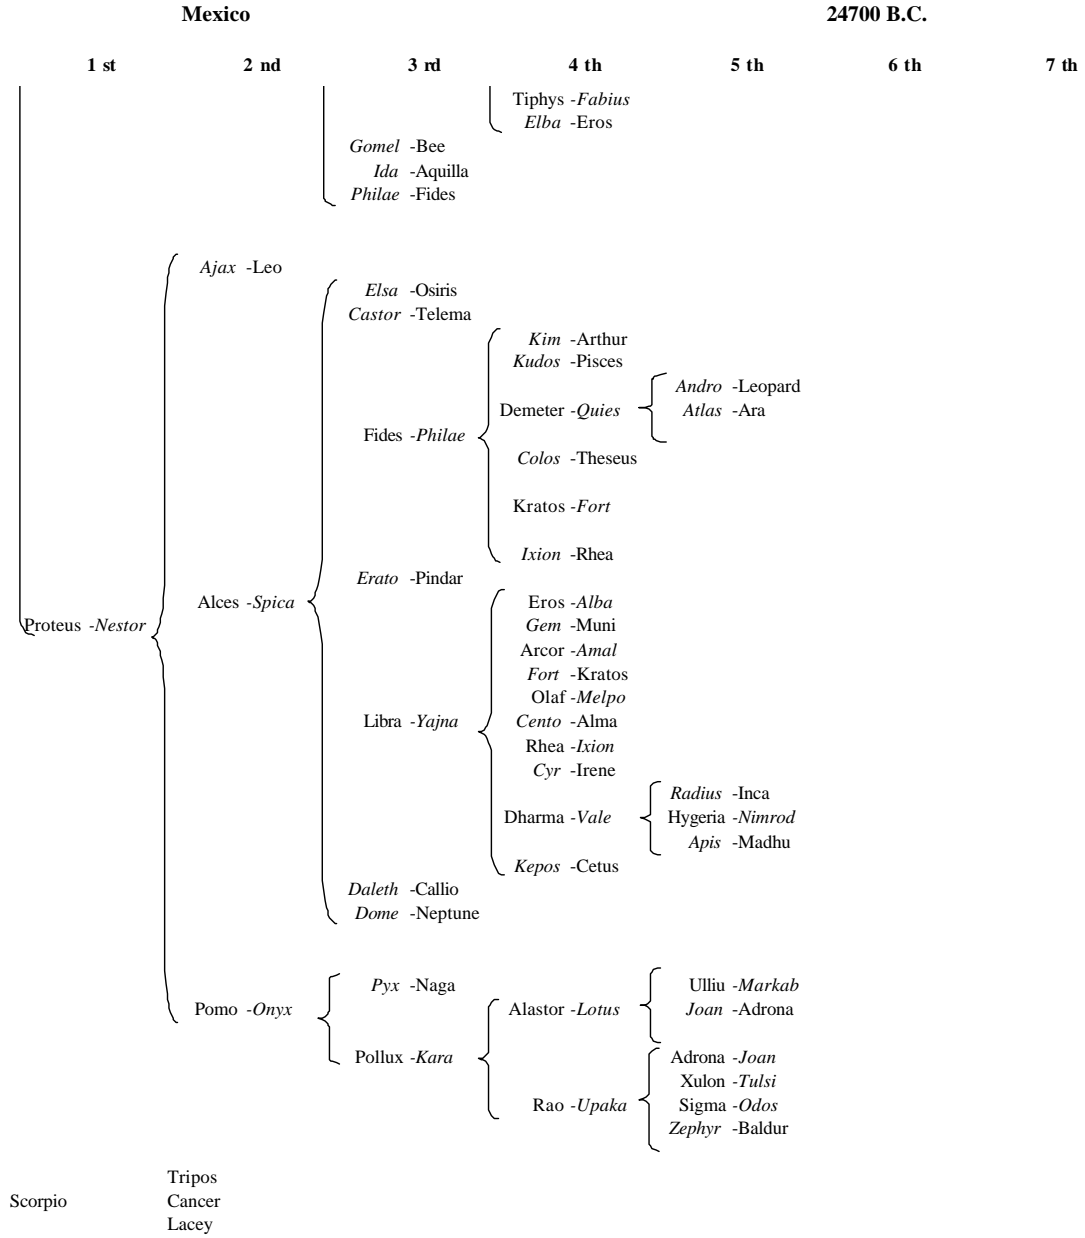 Mexico 24700 B.C.
1 st 2 nd 3 rd 4 th 5 th 6 th 7 th
Tiphys -Fabius
Elba -Eros
Gomel -Bee
Ida -Aquilla
Philae -Fides
Ajax -Leo
Elsa -Osiris
Castor -Telema
Kim -Arthur
Kudos -Pisces
Andro -Leopard
Demeter -Quies Atlas -Ara
Fides -Philae
Colos -Theseus
Kratos -Fort
Ixion -Rhea
Erato -Pindar
Alces -Spica Eros -Alba
Proteus -Nestor Gem -Muni
Arcor -Amal
Fort -Kratos
Olaf -Melpo
Libra -Yajna Cento -Alma
Rhea -Ixion
Cyr -Irene
Radius -Inca
Dharma -Vale Hygeria -Nimrod
Apis -Madhu
Kepos -Cetus
Daleth -Callio
Dome -Neptune
Pyx -Naga Ulliu -Markab
Pomo -Onyx Alastor -Lotus Joan -Adrona
Pollux -Kara Adrona -Joan
Xulon -Tulsi
Rao -Upaka Sigma -Odos
Zephyr -Baldur
Tripos
Scorpio Cancer
Lacey